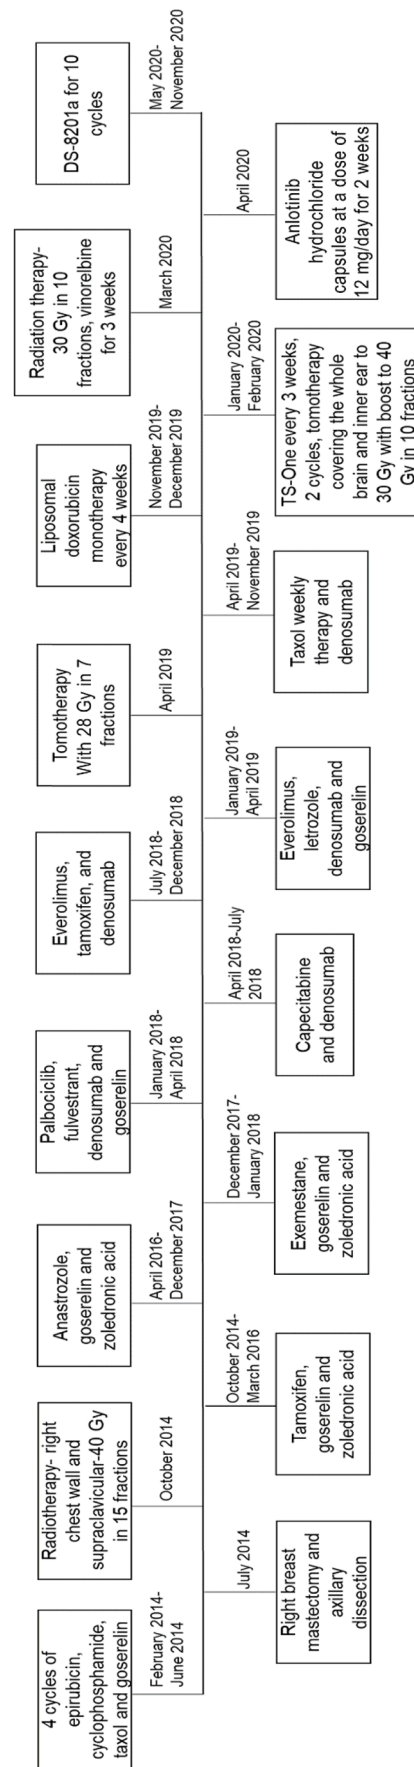 4 cycles of
epirubicin,
cyclophosphamide,
taxol and goserelin
February 2014-
June 2014
July 2014
Right breast
mastectomy and
axillary
dissection
Radiotherapy- right
chest wall and
supraclavicular-40 Gy
in 15 fractions
October 2014
October 2014-
March 2016
Tamoxifen,
goserelin and
zoledronic acid
Anastrozole,
goserelin and
zoledronic acid
April 2016-
December 2017
December 2017-
January 2018
Exemestane,
goserelin and
zoledronic acid
Palbociclib,
fulvestrant,
denosumab and
goserelin
January 2018-
April 2018
April 2018-July
2018
Capecitabine
and denosumab
Everolimus,
tamoxifen, and
denosumab
July 2018-
December 2018
January 2019-
April 2019
Everolimus,
letrozole,
denosumab and
goserelin
Tomotherapy
With 28 Gy in 7
fractions
April 2019
April 2019-
November 2019
Taxol weekly
therapy and
denosumab
Liposomal
doxorubicin
monotherapy
every 4 weeks
November 2019-
December 2019
January 2020-
February 2020
TS-One every 3 weeks,
2 cycles, tomotherapy
covering the whole
brain and inner ear to
30 Gy with boost to 40
Gy in 10 fractions
Radiation therapy-
30 Gy in 10
fractions, vinorelbine
for 3 weeks
March 2020
April 2020
Anlotinib
hydrochloride
capsules at a dose of
12 mg/day for 2 weeks
DS-8201a for 10
cycles
May 2020-
November 2020